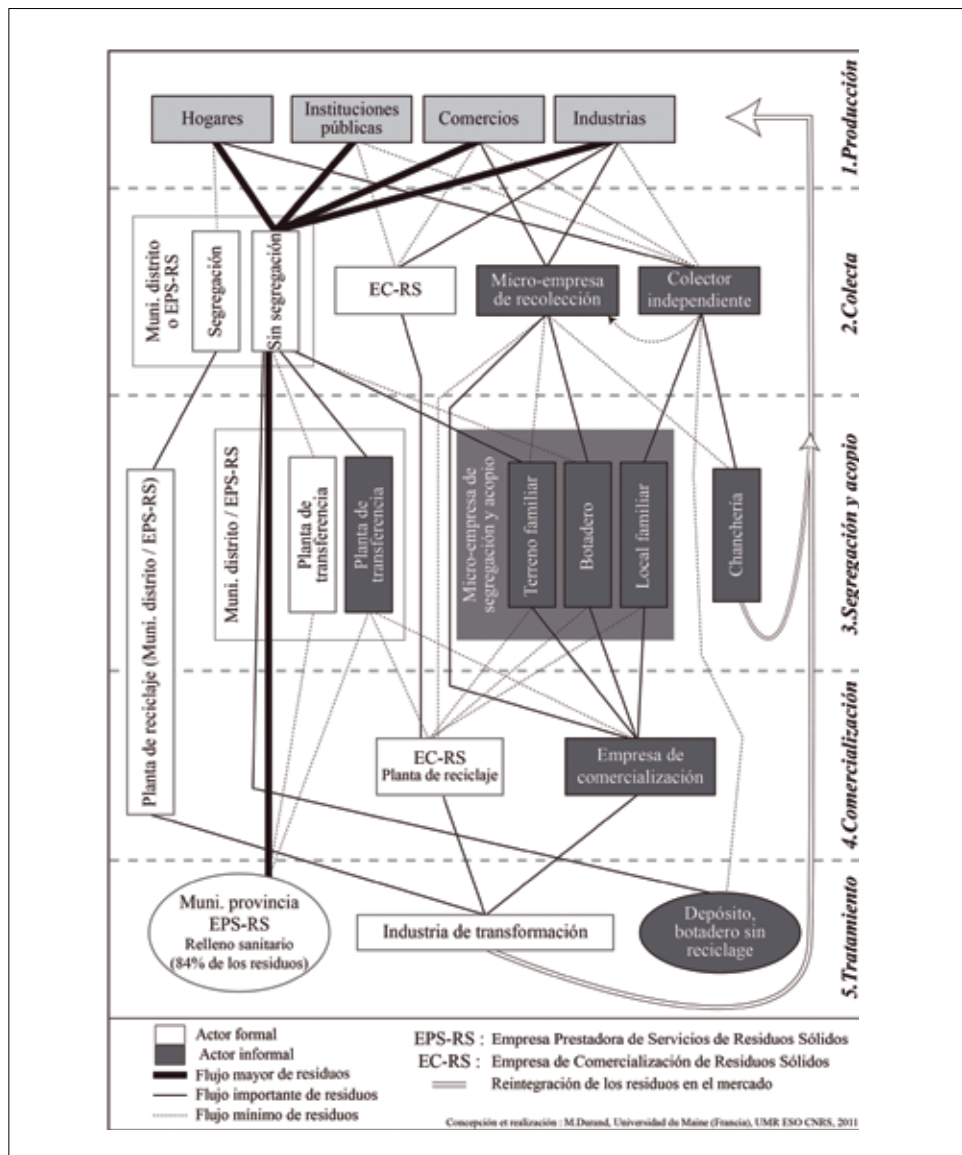 Hogares
Instituciones
públicas
Comercios
Industrias
1.Producción
Muni. distrito
o EPS-RS
Segregación
Sin segregación
EC-RS
Micro-empresa
de recolección
Colector
independiente
2.Colecta
Planta de reciclaje (Muni. distrito / EPS-RS)
Muni. distrito / EPS-RS
Planta de
transferencia
Planta de
transferencia
Micro-empresa de
segregación y acopio
Terreno familiar
Botadero
Local familiar
Chanchería
3.Segregación y acopio
EC-RS
Planta de reciclaje
Empresa de
comercialización
4.Comercialización
Muni. provincia
EPS-RS
Relleno sanitario
(84% de los residuos)
Industria de transformación
Depósito,
botadero sin
reciclage
5.Tratamiento
Actor formal
Actor informal
Flujo mayor de residuos
Flujo importante de residuos
Flujo mínimo de residuos
EPS-RS : Empresa Prestadora de Servicios de Residuos Sólidos
EC-RS : Empresa de Comercialización de Residuos Sólidos
Reintegración de los residuos en el mercado
Concepción et realización : M.Durand, Universidad du Maine (Francia), UMR ESO CNRS, 2011